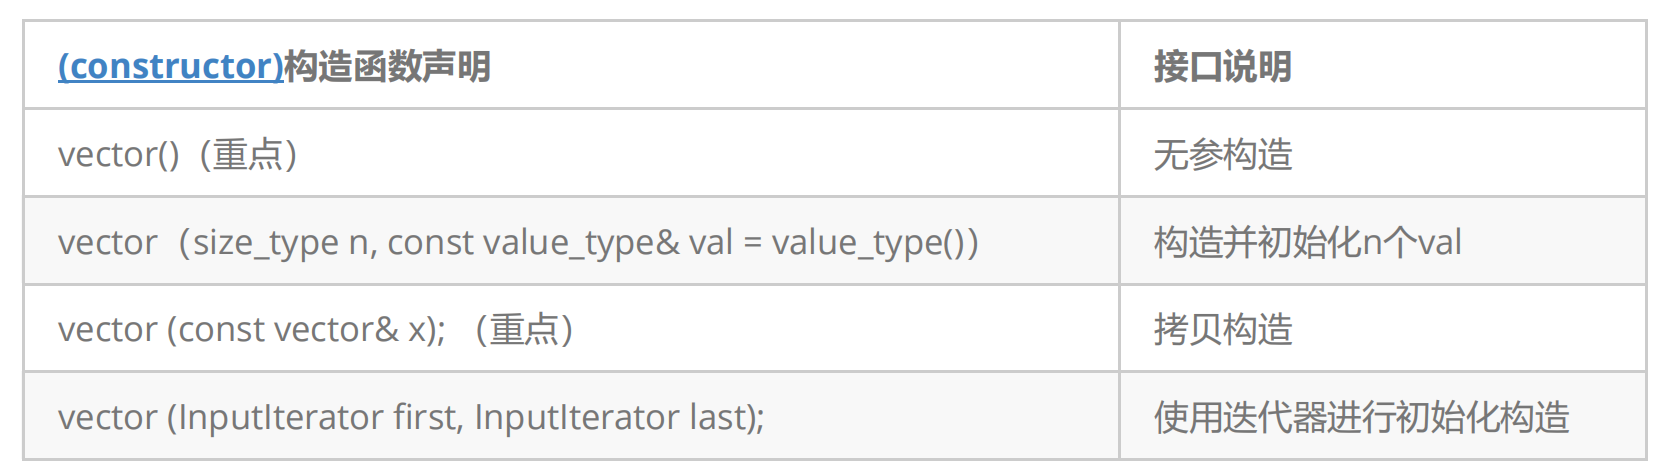 (constructor)构造函数声明 接口说明
vector()（重点） 无参构造
vector（size_type n, const value_type& val = value_type()） 构造并初始化n个val
vector (const vector& x); （重点） 拷贝构造
vector (InputIterator first, InputIterator last); 使用迭代器进行初始化构造